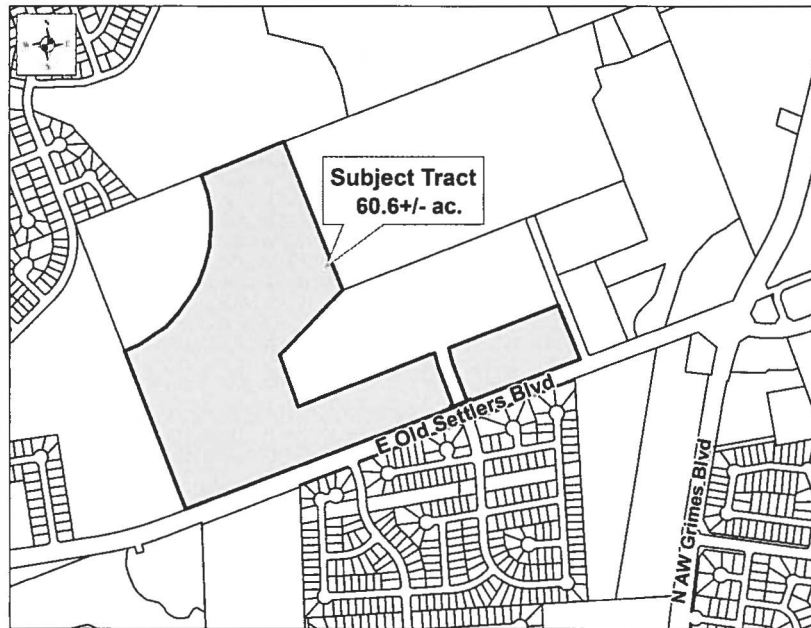 N
W E
S
Subject Tract
60.6+/- ac.
E Old Settlers Blvd
N AW Grimes Blvd